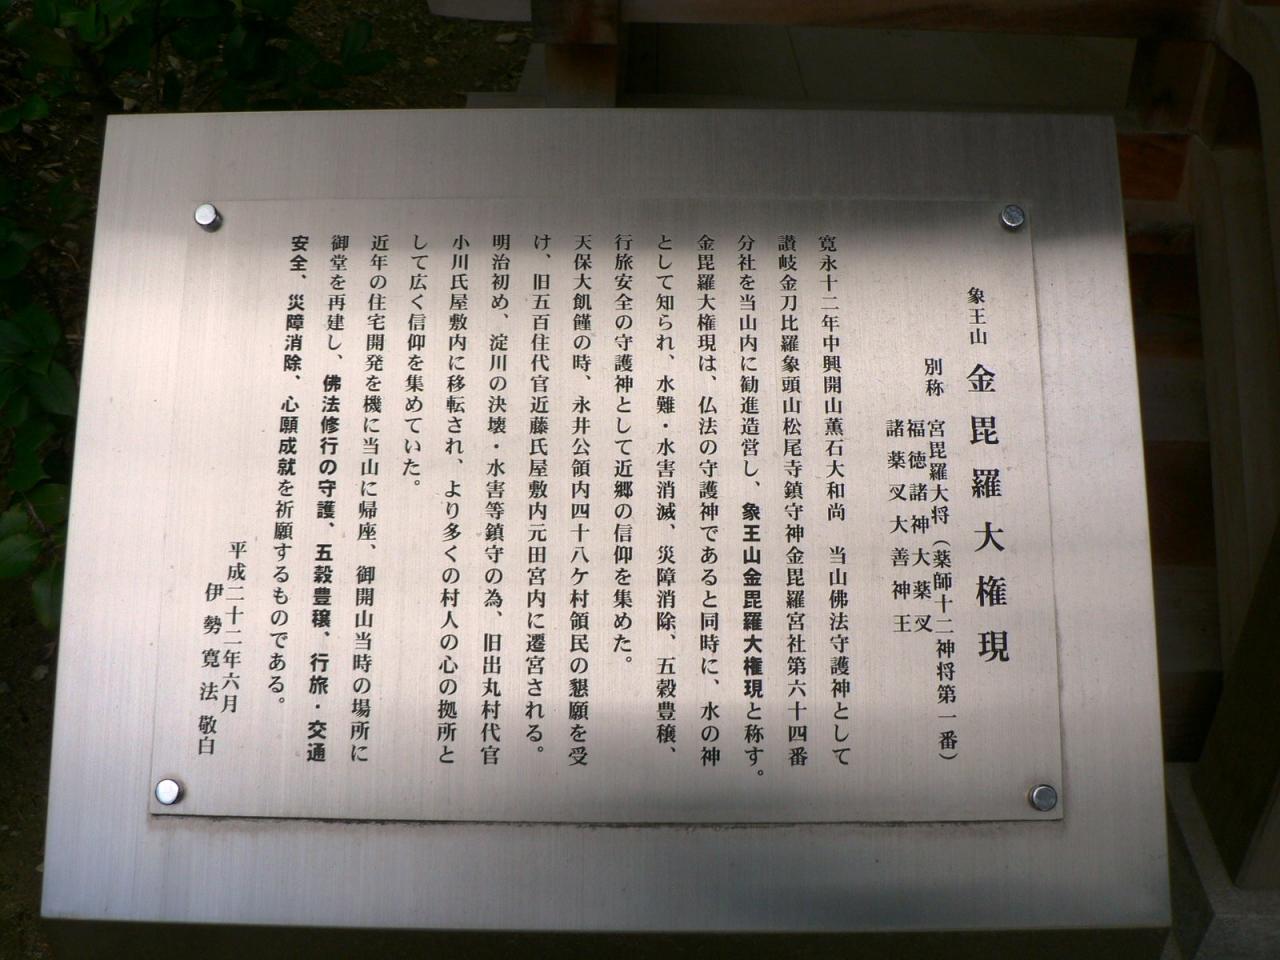 象王山 金毘羅大権現
別称 宮毘羅大将(薬師十二神将第一番)
福徳諸神大薬叉
諸薬叉大善神王
寛永十二年中興開山薫石大和尚 当山佛法守護神として
讃岐金刀比羅象頭山松尾寺鎮守神金毘羅宮社第六十四番
分社を当山内に勧進造営し、象王山金毘羅大権現と称す。
金毘羅大権現は、仏法の守護神であると同時に、水の神
として知られ、水難・水害消滅、災障消除、五穀豊穣、
行旅安全の守護神として近郷の信仰を集めた。
天保大飢饉の時、永井公領内四十八ケ村領民の懇願を受
け、旧五百住代官近藤氏屋敷内元田宮内に遷宮される。
明治初め、淀川の決壊・水害等鎮守の為、旧出丸村代官
小川氏屋敷内に移転され、より多くの村人の心の拠所と
して広く信仰を集めていた。
近年の住宅開発を機に当山に帰座、御開山当時の場所に
御堂を再建し、佛法修行の守護、五穀豊穣、行旅・交通
安全、災障消除、心願成就を祈願するものである。
平成二十二年六月
伊勢寛法敬白